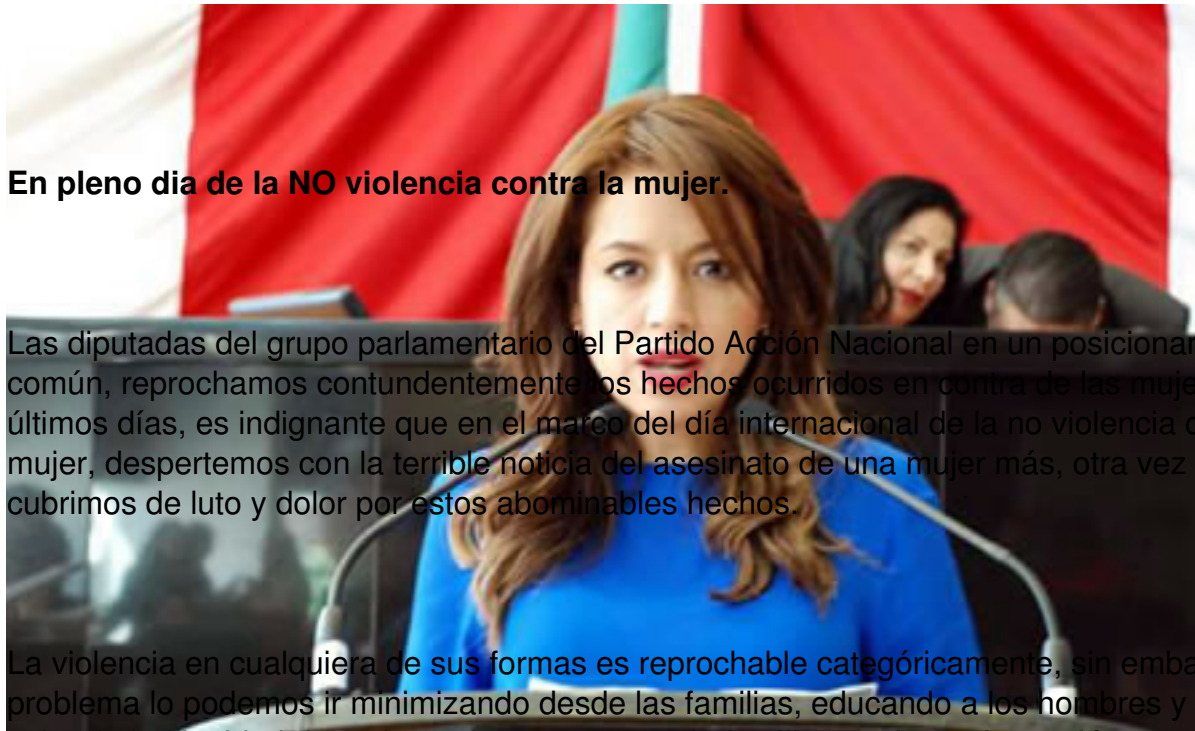 En pleno dia de la NO violencia contra la mujer.
Las diputadas del grupo parlamentario del Partido Acción Nacional en un
común, reprochamos contundentemente los hechos ocurridos en contra de las
últimos días, es indignante que en el marco del día internacional de la no violencia
mujer, despertemos con la terrible noticia del asesinato de una mujer más, otra vez
cubrimos de luto y dolor por estos abominables hechos.
La violencia en cualquiera de sus formas es reprochable categóricamente, sin
problema lo podemos ir minimizando desde las familias, educando a los hombres y